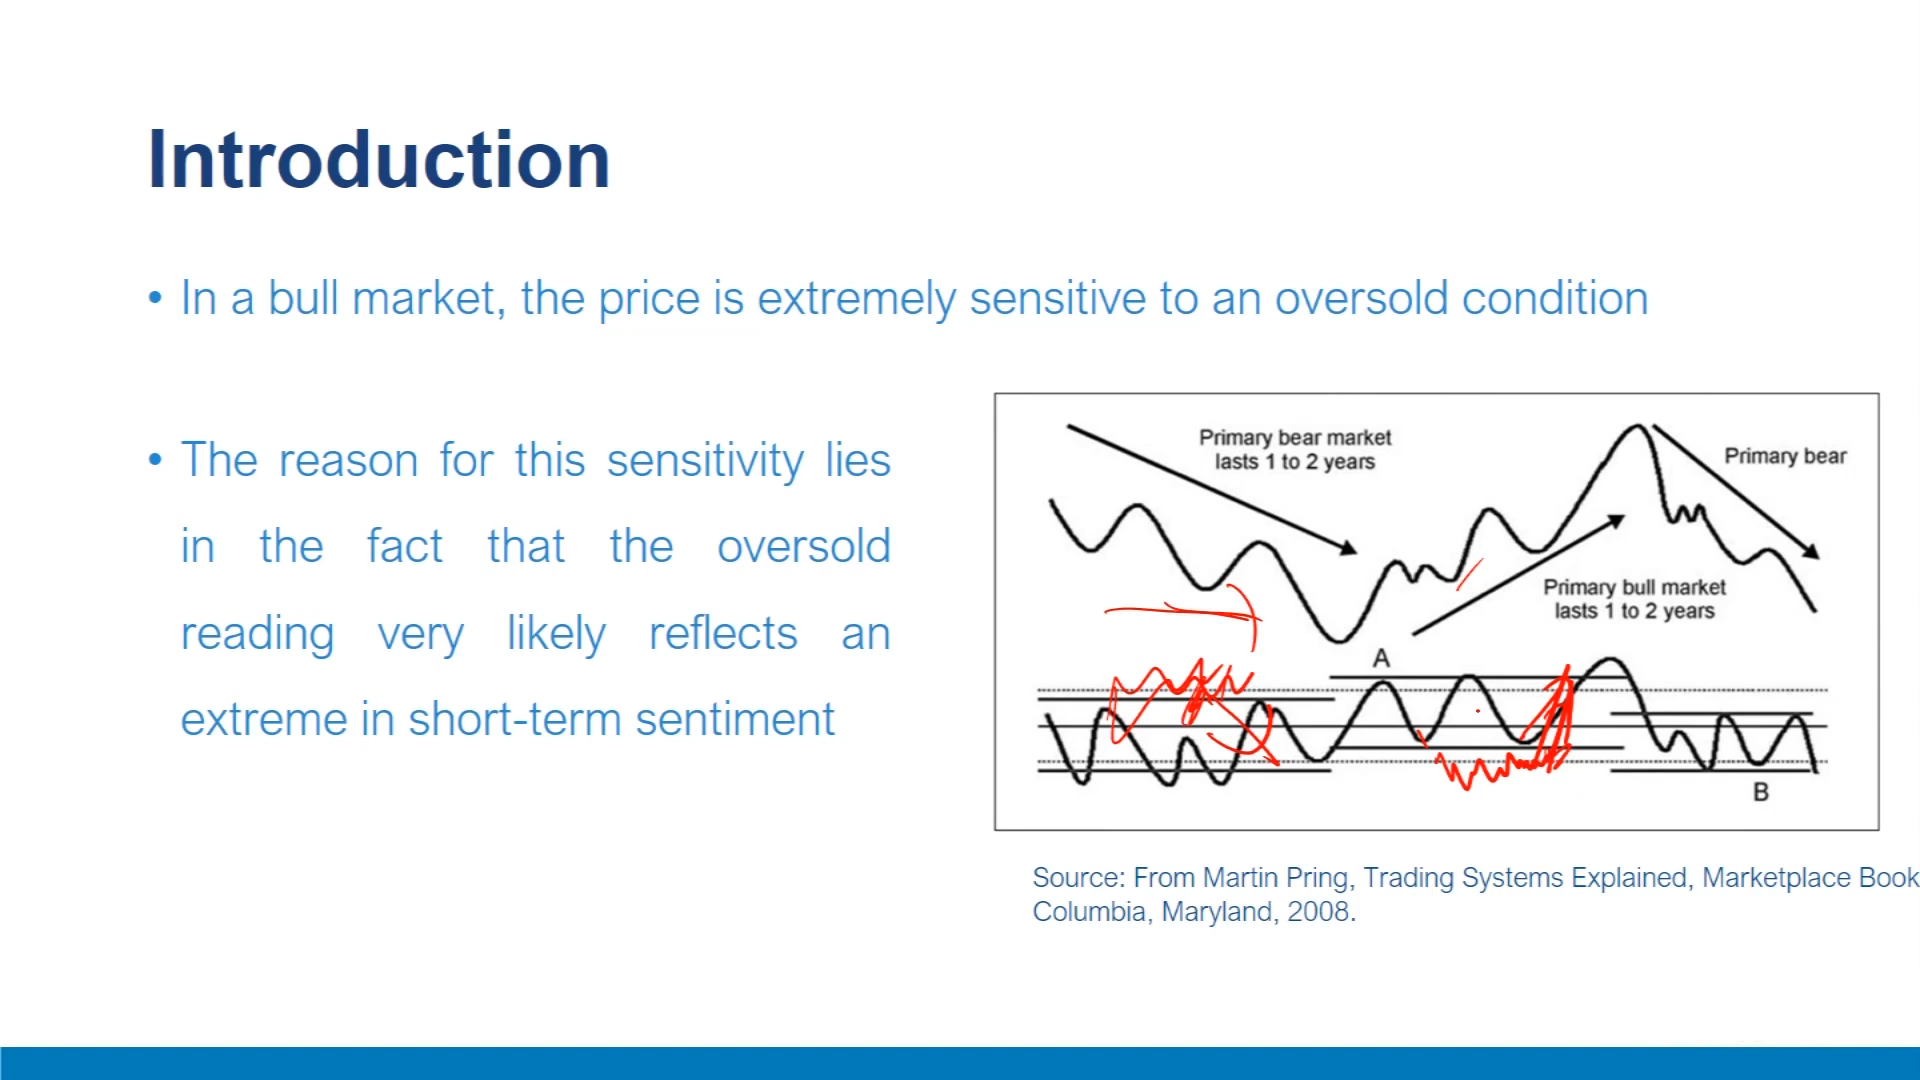 Introduction
• In a bull market, the price is extremely sensitive to an oversold condition
• The reason for this sensitivity lies
in the fact that the oversold
reading very likely reflects an
extreme in short-term sentiment
Primary bear market
lasts 1 to 2 years
Primary bear
Primary bull market
lasts 1 to 2 years
A
B
Source: From Martin Pring, Trading Systems Explained, Marketplace Book
Columbia, Maryland, 2008.